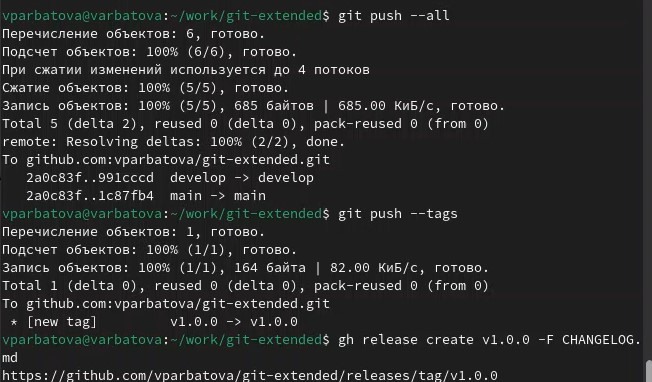 vparbatova@varbatova:~/work/git-extended$ git push --all
Перечисление объектов: 6, готово.
Подсчет объектов: 100% (6/6), готово.
При сжатии изменений используется до 4 потоков
Сжатие объектов: 100% (5/5), готово.
Запись объектов: 100% (5/5), 685 байтов | 685.00 КиБ/с, готово.
Total 5 (delta 2), reused 0 (delta 0), pack-reused 0 (from 0)
remote: Resolving deltas: 100% (2/2), done.
To github.com:vparbatova/git-extended.git
   2a0c83f..991cccd  develop -> develop
   2a0c83f..1c87fb4  main -> main
vparbatova@varbatova:~/work/git-extended$ git push --tags
Перечисление объектов: 1, готово.
Подсчет объектов: 100% (1/1), готово.
Запись объектов: 100% (1/1), 164 байта | 82.00 КиБ/с, готово.
Total 1 (delta 0), reused 0 (delta 0), pack-reused 0 (from 0)
To github.com:vparbatova/git-extended.git
 * [new tag]         v1.0.0 -> v1.0.0
vparbatova@varbatova:~/work/git-extended$ gh release create v1.0.0 -F CHANGELOG.
md
https://github.com/vparbatova/git-extended/releases/tag/v1.0.0